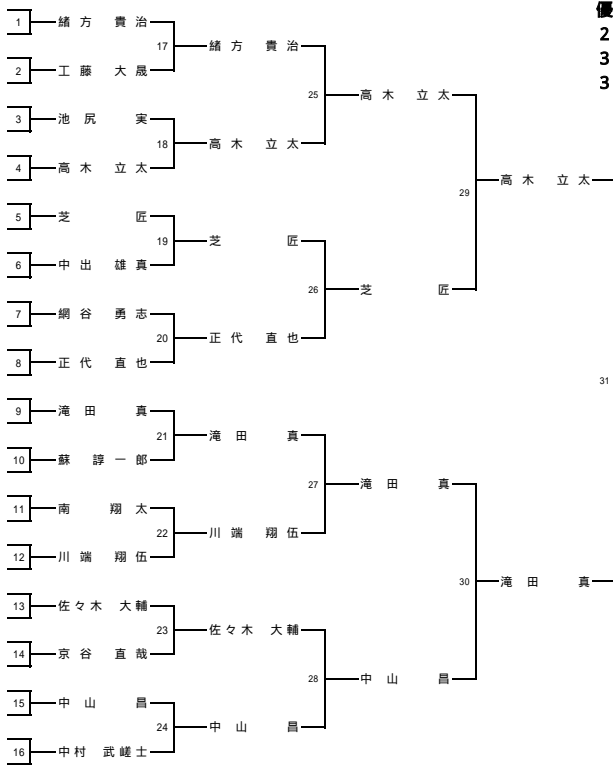 優
2
3
3
1 緒方 貴治
17 緒方 貴治
2 工藤 大晟
25 高木 立太
3 池尻 実
18 高木 立太
4 高木 立太
29 高木 立太
5 芝 匠
19 芝 匠
6 中出 雄真
26 芝 匠
7 網谷 勇志
20 正代 直也
8 正代 直也
31
9 滝田 真
21 滝田 真
10 蘇 諄一郎
27 滝田 真
11 南 翔太
22 川端 翔伍
12 川端 翔伍
30 滝田 真
13 佐々木 大輔
23 佐々木 大輔
14 京谷 直哉
28 中山 昌
15 中山 昌
24 中山 昌
16 中村 武嵯士